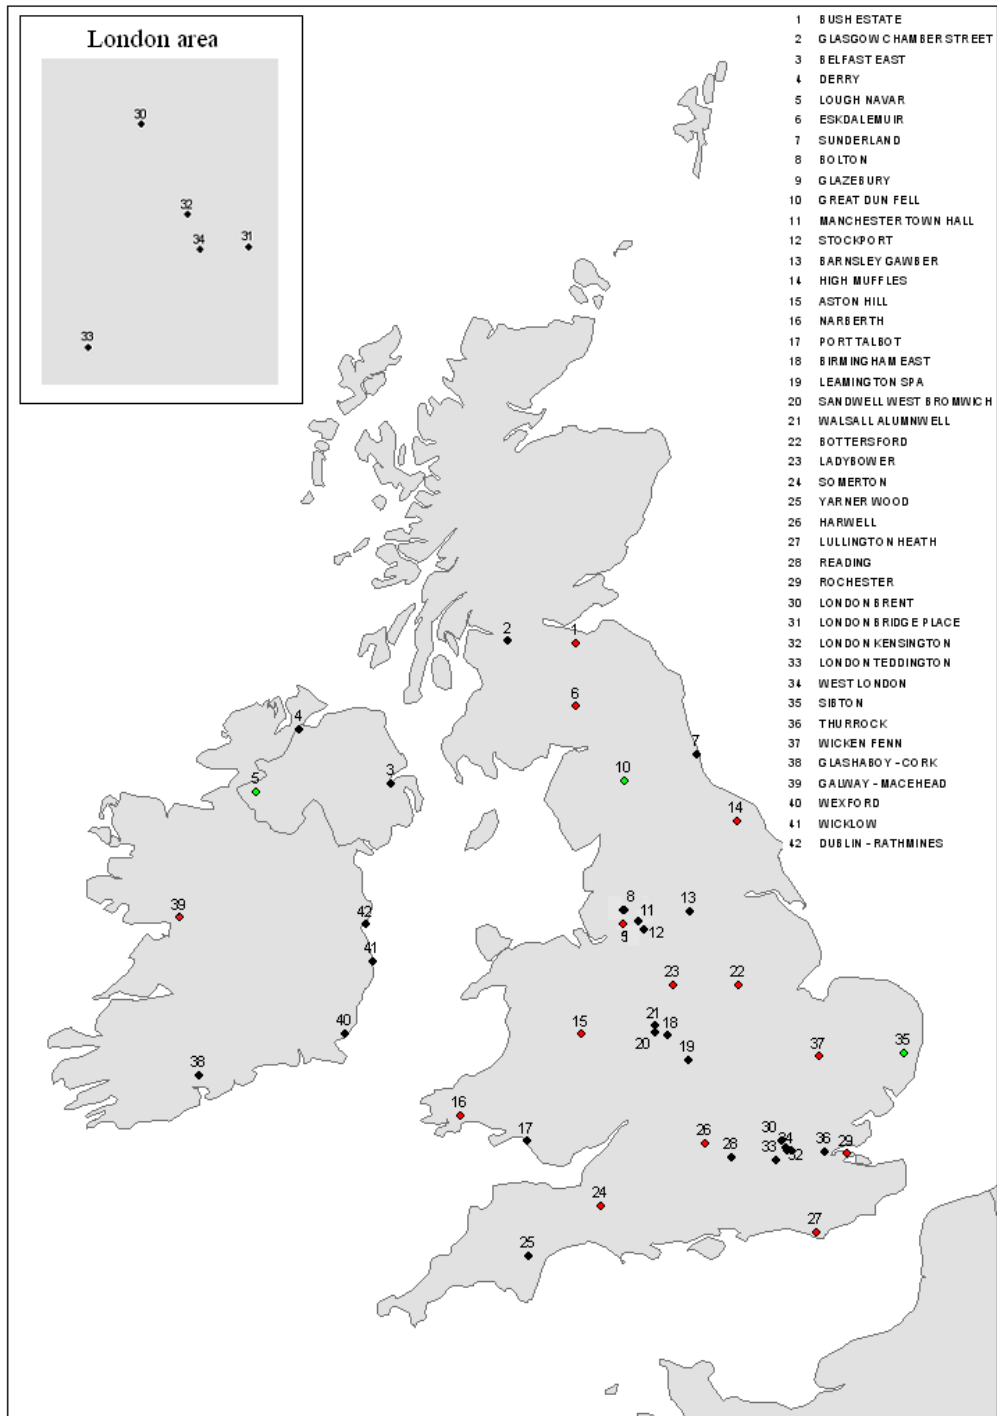 London area
30
32
34
31
33
1 BUSH ESTATE
2 GLASGOW CHAMBER STREET
3 BELFAST EAST
4 DERRY
5 LOUGH NAVAR
6 ESKDALEMUIR
7 SUNDERLAND
8 BOLTON
9 GLAZEBURY
10 GREAT DUN FELL
11 MANCHESTER TOWN HALL
12 STOCKPORT
13 BARNSLEY GAWBER
14 HIGH MUFFLES
15 ASTON HILL
16 NARBERTH
17 PORT TALBOT
18 BIRMINGHAM EAST
19 LEAMINGTON SPA
20 SANDWELL WEST BROMWICH
21 WALSALL ALUMNWELL
22 BOTTERSFORD
23 LADYBOWER
24 SOMERTON
25 YARNER WOOD
26 HARWELL
27 LULLINGTON HEATH
28 READING
29 ROCHESTER
30 LONDON BRENT
31 LONDON BRIDGE PLACE
32 LONDON KENSINGTON
33 LONDON TEDDINGTON
34 WEST LONDON
35 SIBTON
36 THURROCK
37 WICKEN FENN
38 GLASHABOY - CORK
39 GALWAY - MACEHEAD
40 WEXFORD
41 WICKLOW
42 DUBLIN - RATHMINES
2
1
6
4
7
3
10
5
14
39
8
13
42
11
12
9
41
23
22
40
21
18
15
20
37
35
19
38
16
17
26
30
34
28
33
32
36
29
24
27
25